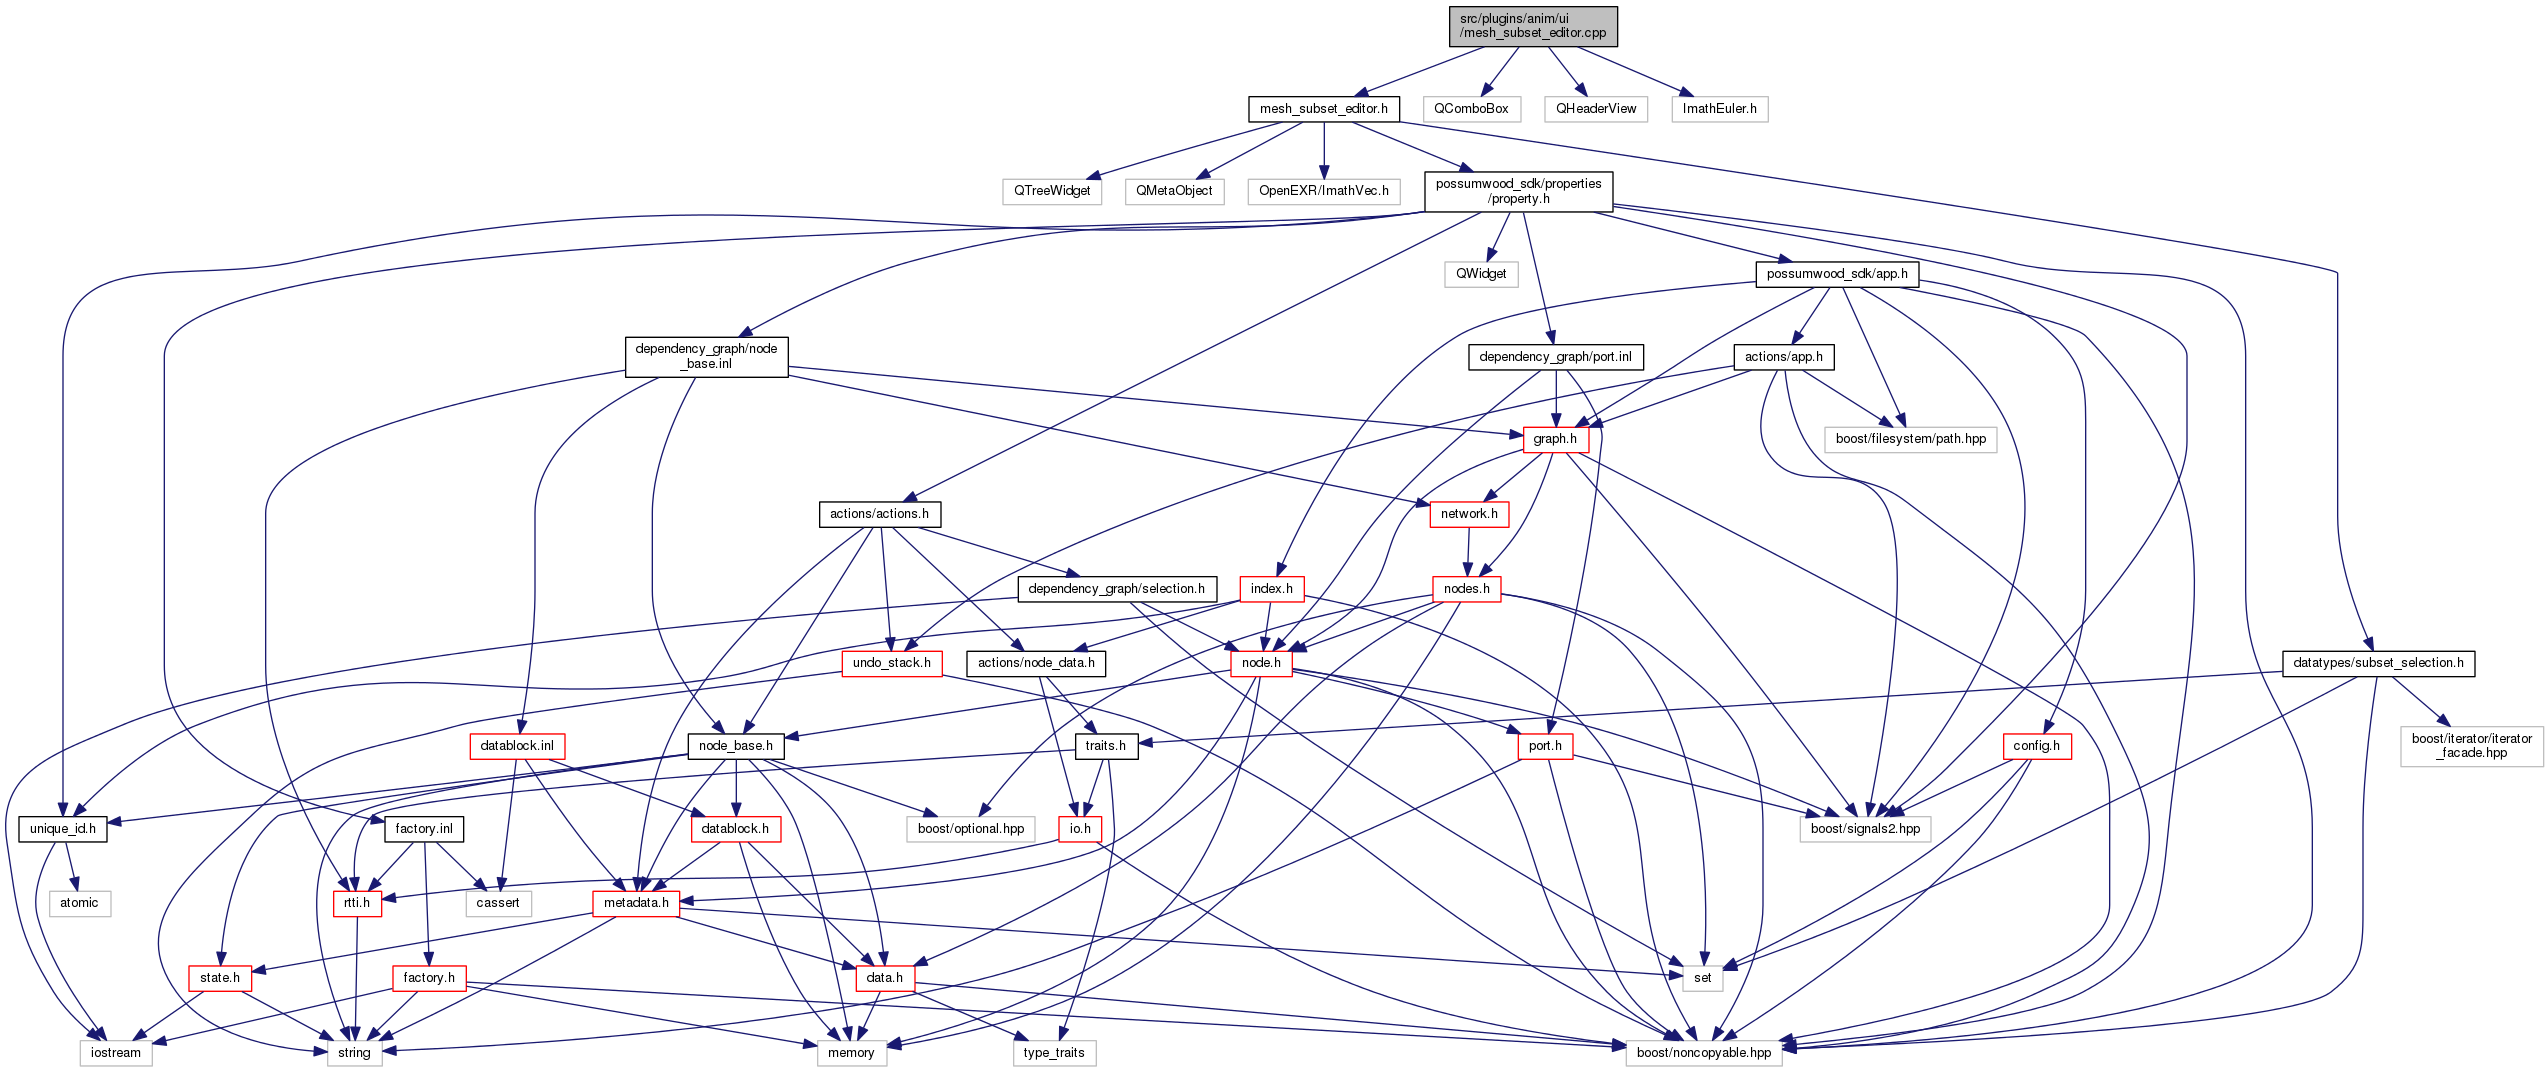 src/plugins/anim/ui
/mesh_subset_editor.cpp
mesh_subset_editor.h
QComboBox
QHeaderView
ImathEuler.h
QTreeWidget
QMetaObject
OpenEXR/ImathVec.h
possumwood_sdk/properties
/property.h
QWidget
possumwood_sdk/app.h
dependency_graph/node
_base.inl
dependency_graph/port.inl
actions/app.h
graph.h
boost/filesystem/path.hpp
actions/actions.h
network.h
dependency_graph/selection.h
index.h
nodes.h
undo_stack.h
actions/node_data.h
node.h
datatypes/subset_selection.h
datablock.inl
node_base.h
traits.h
port.h
config.h
boost/iterator/iterator
_facade.hpp
unique_id.h
factory.inl
datablock.h
boost/optional.hpp
io.h
boost/signals2.hpp
atomic
rtti.h
cassert
metadata.h
state.h
factory.h
data.h
set
iostream
string
memory
type_traits
boost/noncopyable.hpp